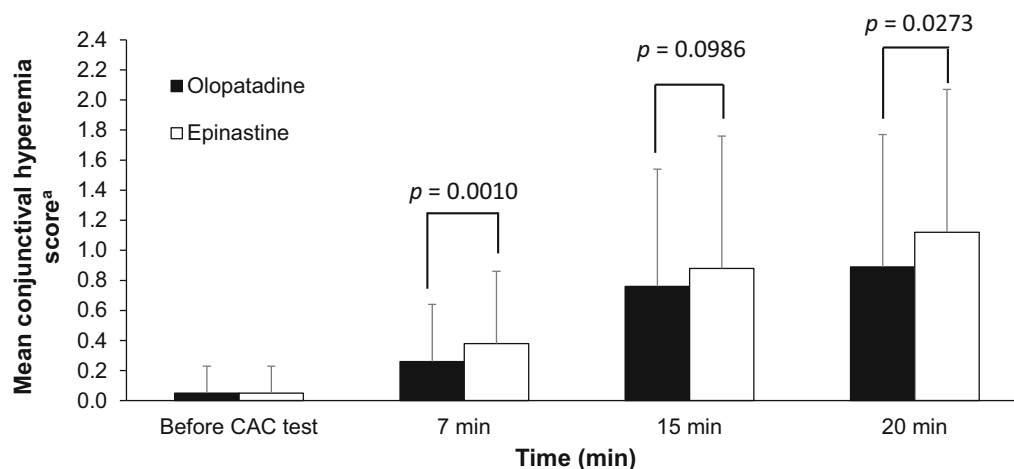 2.4
2.2
2.0
1.8
1.6
1.4
1.2
1.0
0.8
0.6
0.4
0.2
0.0
Mean conjunctival hyperemia
scoreᵃ
Olopatadine
Epinastine
p = 0.0010
p = 0.0986
p = 0.0273
Before CAC test
7 min
15 min
20 min
Time (min)